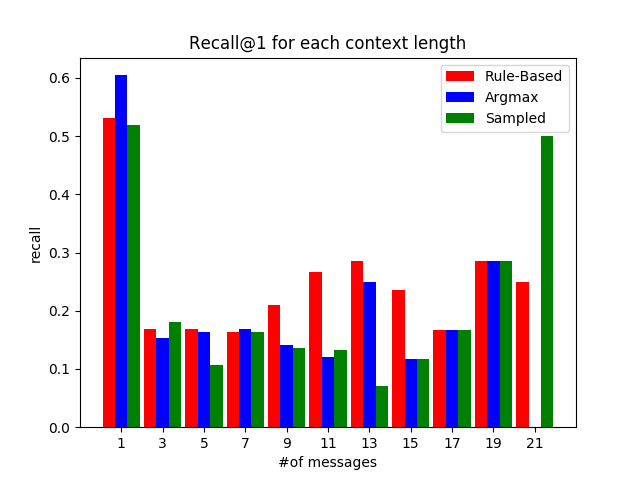 Recall@1 for each context length
Rule-Based
Argmax
Sampled
0.6
0.5
0.4
0.3
0.2
0.1
0.0
recall
1 3 5 7 9 11 13 15 17 19 21
#of messages